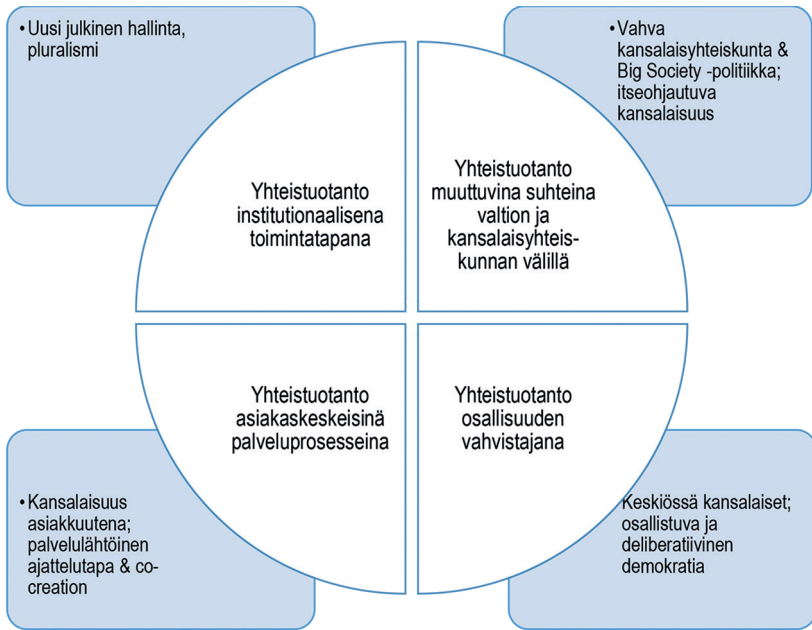 •Uusi julkinen hallinta,
pluralismi
•Vahva
kansalaisyhteiskunta &
Big Society -politiikka;
itseohjautuva
kansalaisuus
Yhteistuotanto
institutionaalisena
toimintatapana
Yhteistuotanto
muuttuvina suhteina
valtion ja
kansalaisyhteis-
kunnan välillä
Yhteistuotanto
asiakaskeskeisinä
palveluprosesseina
Yhteistuotanto
osallisuuden
vahvistajana
•Kansalaisuus
asiakkuutena;
palvelulähtöinen
ajattelutapa & co-
creation
Keskiössä kansalaiset;
osallistuva ja
deliberatiivinen
demokratia